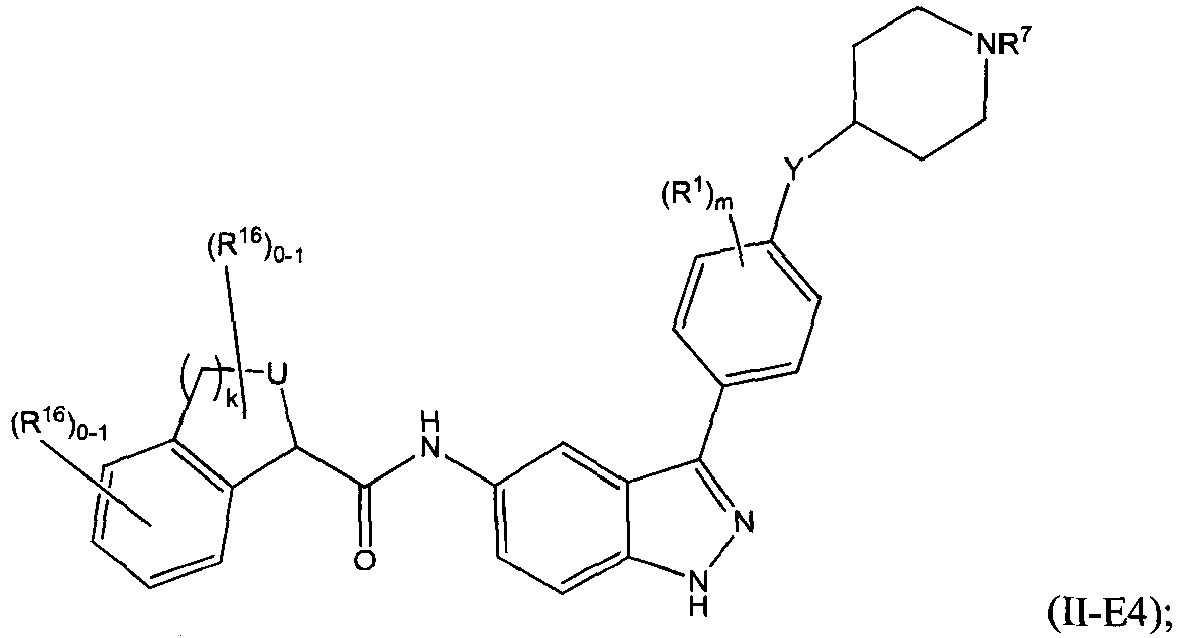 NR⁷
Y
(R¹)m
(R¹⁶)0-1
( )k
U
(R¹⁶)0-1
H
N
O
N
N
H
(II-E4);